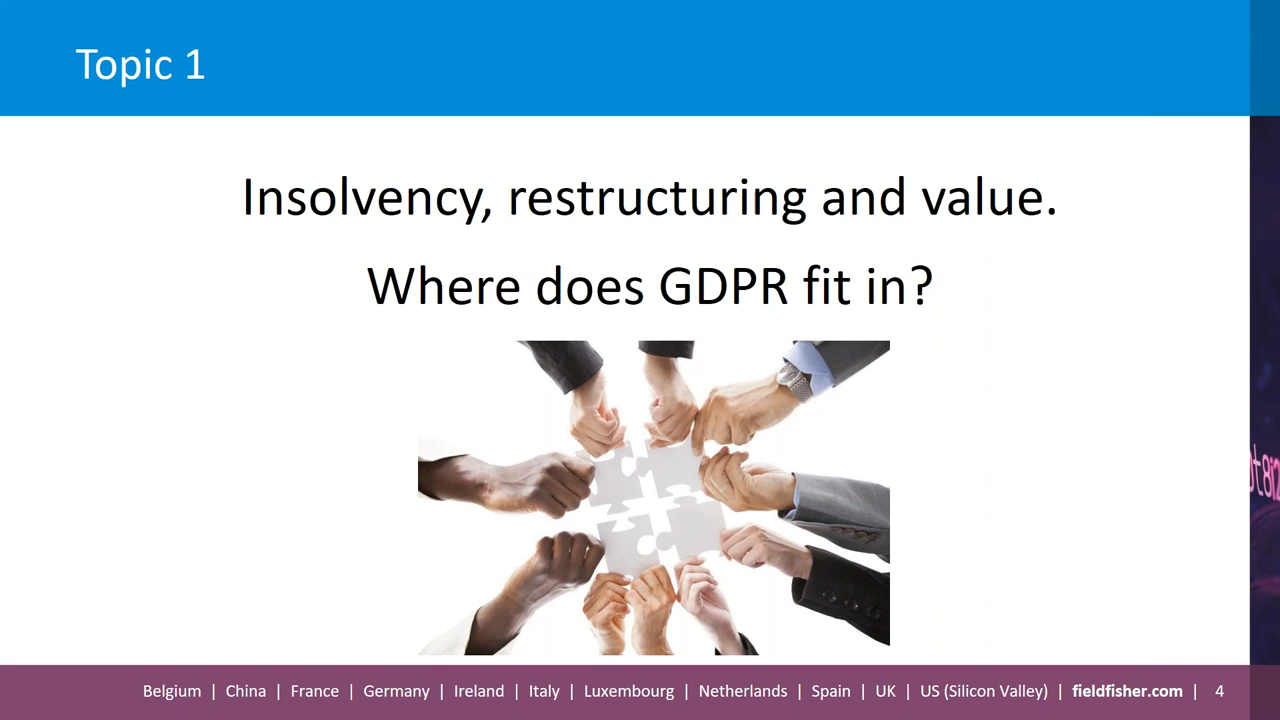 Topic 1
Insolvency, restructuring and value.
Where does GDPR fit in?
Belgium | China | France | Germany | Ireland | Italy | Luxembourg | Netherlands | Spain | UK | US (Silicon Valley) | fieldfisher.com | 4